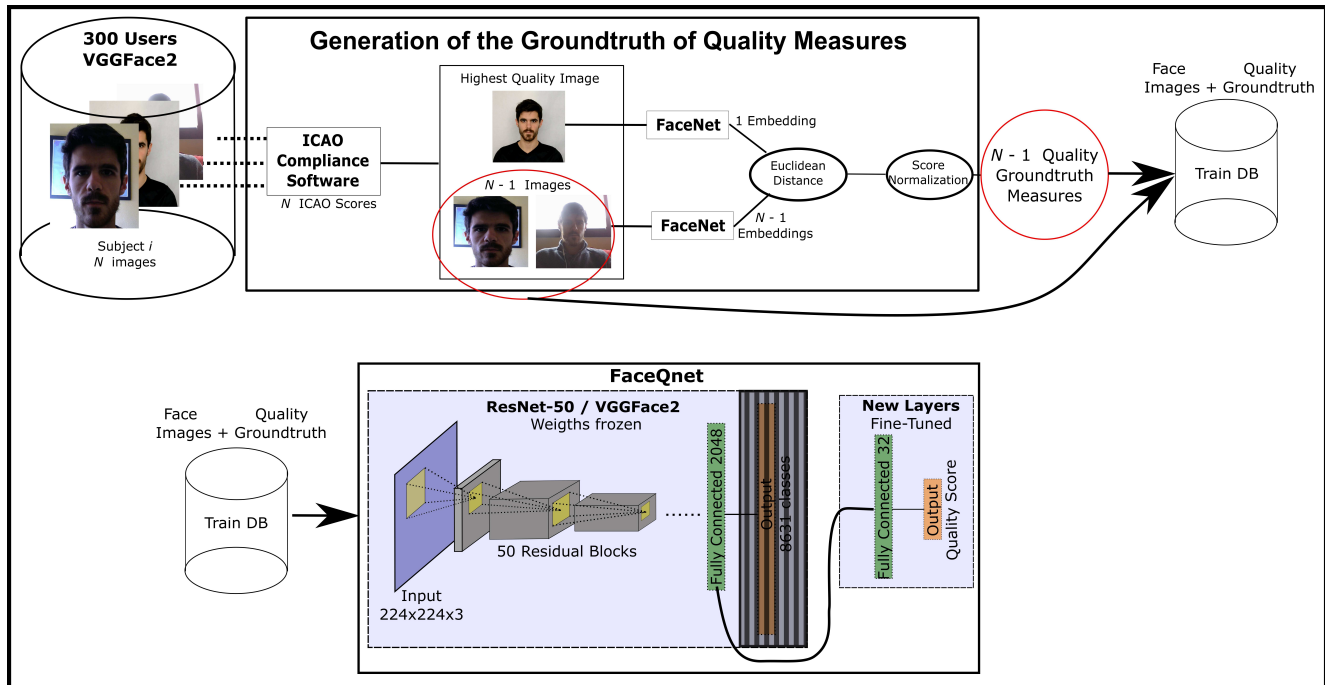 300 Users
VGGFace2
Subject i
N images
Generation of the Groundtruth of Quality Measures
ICAO
Compliance
Software
N ICAO Scores
Highest Quality Image
N - 1 Images
FaceNet
1 Embedding
FaceNet
N - 1
Embeddings
Euclidean
Distance
Score
Normalization
N - 1 Quality
Groundtruth
Measures
Face Quality
Images + Groundtruth
Train DB
Face Quality
Images + Groundtruth
Train DB
FaceQnet
ResNet-50 / VGGFace2
Weigths frozen
Input
224x224x3
50 Residual Blocks
Fully Connected 2048
Output
8631 classes
New Layers
Fine-Tuned
Fully Connected 32
Output
Quality Score